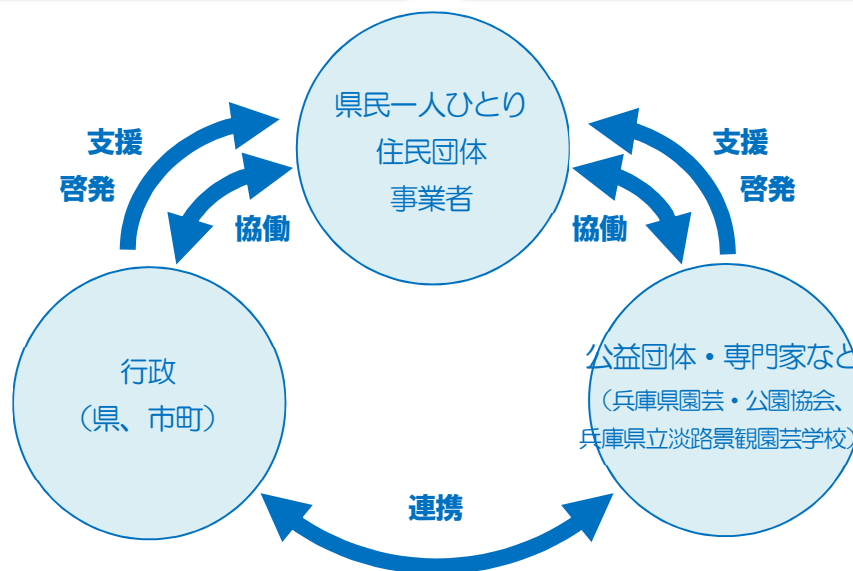 県民一人ひとり
住民団体
事業者
支援
啓発
協働
支援
啓発
協働
行政
（県、市町）
公益団体・専門家など
（兵庫県園芸・公園協会、
兵庫県立淡路景観園芸学校）
連携